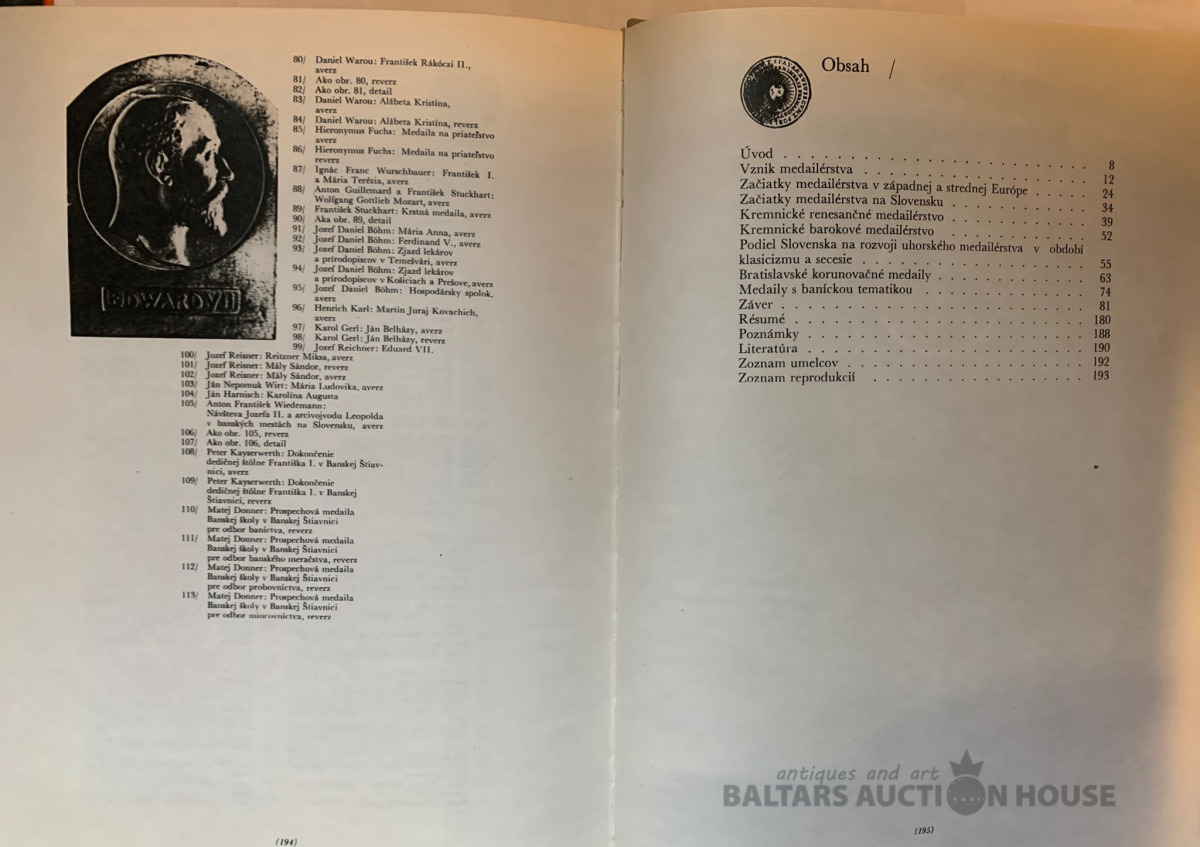 EDWARDVII
80/ Daniel Warou: František Rákóczi II.,
averz
81/ Ako obr. 80, reverz
82/ Ako obr. 81, detail
83/ Daniel Warou: Alžbeta Kristína,
averz
84/ Daniel Warou: Alžbeta Kristína, reverz
85/ Hieronymus Fuchs: Medaila na priateľstvo
averz
86/ Hieronymus Fuchs: Medaila na priateľstvo
reverz
87/ Ignác Franc Wurschbauer: František I.
a Mária Terézia, averz
88/ Anton Guillemard a František Stuckhart:
Wolfgang Gottlieb Mozart, averz
89/ František Stuckhart: Krstná medaila, averz
90/ Aka obr. 89, detail
91/ Jozef Daniel Böhm: Mária Anna, averz
92/ Jozef Daniel Böhm: Ferdinand V., averz
93/ Jozef Daniel Böhm: Zjazd lekárov
a prírodopiscov v Temešvári, averz
94/ Jozef Daniel Böhm: Zjazd lekárov
a prírodopiscov v Košiciach a Prešove, averz
95/ Jozef Daniel Böhm: Hospodársky spolok,
averz
96/ Henrich Karl: Martin Juraj Kovachich,
averz
97/ Karol Gerl: Ján Belházy, averz
98/ Karol Gerl: Ján Belházy, reverz
99/ Jozef Reichner: Eduard VII.
100/ Jozef Reisner: Reitzner Miksa, averz
101/ Jozef Reisner: Mály Sándor, reverz
102/ Jozef Reisner: Mály Sándor, averz
103/ Ján Nepomuk Wirt: Mária Ludovika, averz
104/ Ján Harnisch: Karolína Augusta
105/ Anton František Wiedemann:
Návšteva Jozefa II. a arcivojvodu Leopolda
v banských mestách na Slovensku, averz
106/ Ako obr. 105, reverz
107/ Ako obr. 106, detail
108/ Peter Kayserwerth: Dokončenie
dedičnej štôlne Františka I. v Banskej Štiav-
nici, averz
109/ Peter Kayserwerth: Dokončenie
dedičnej štôlne Františka I. v Banskej
Štiavnici, reverz
110/ Matej Donner: Prospechová medaila
Banskej školy v Banskej Štiavnici
pre odbor baníctva, reverz
111/ Matej Donner: Prospechová medaila
Banskej školy v Banskej Štiavnici
pre odbor banského meračstva, reverz
112/ Matej Donner: Prospechová medaila
Banskej školy v Banskej Štiavnici
pre odbor probovníctva, reverz
113/ Matej Donner: Prospechová medaila
Banskej školy v Banskej Štiavnici
pre odbor mincovníctva, reverz
(194)
Obsah /
Úvod . . . . . . . . . . . . . . . . . . . . . . 8
Vznik medailérstva . . . . . . . . . . . . . . . . . 12
Začiatky medailérstva v západnej a strednej Európe . . . . . 24
Začiatky medailérstva na Slovensku . . . . . . . . . . . 34
Kremnické renesančné medailérstvo . . . . . . . . . . . 39
Kremnické barokové medailérstvo . . . . . . . . . . . 52
Podiel Slovenska na rozvoji uhorského medailérstva v období
klasicizmu a secesie . . . . . . . . . . . . . . . . . 55
Bratislavské korunovačné medaily . . . . . . . . . . . . 63
Medaily s baníckou tematikou . . . . . . . . . . . . . 74
Záver . . . . . . . . . . . . . . . . . . . . . . 81
Résumé . . . . . . . . . . . . . . . . . . . . . 180
Poznámky . . . . . . . . . . . . . . . . . . . . 188
Literatúra . . . . . . . . . . . . . . . . . . . . 190
Zoznam umelcov . . . . . . . . . . . . . . . . . . 192
Zoznam reprodukcií . . . . . . . . . . . . . . . . 193
antiques and art
BALTARS AUCTION HOUSE
(195)